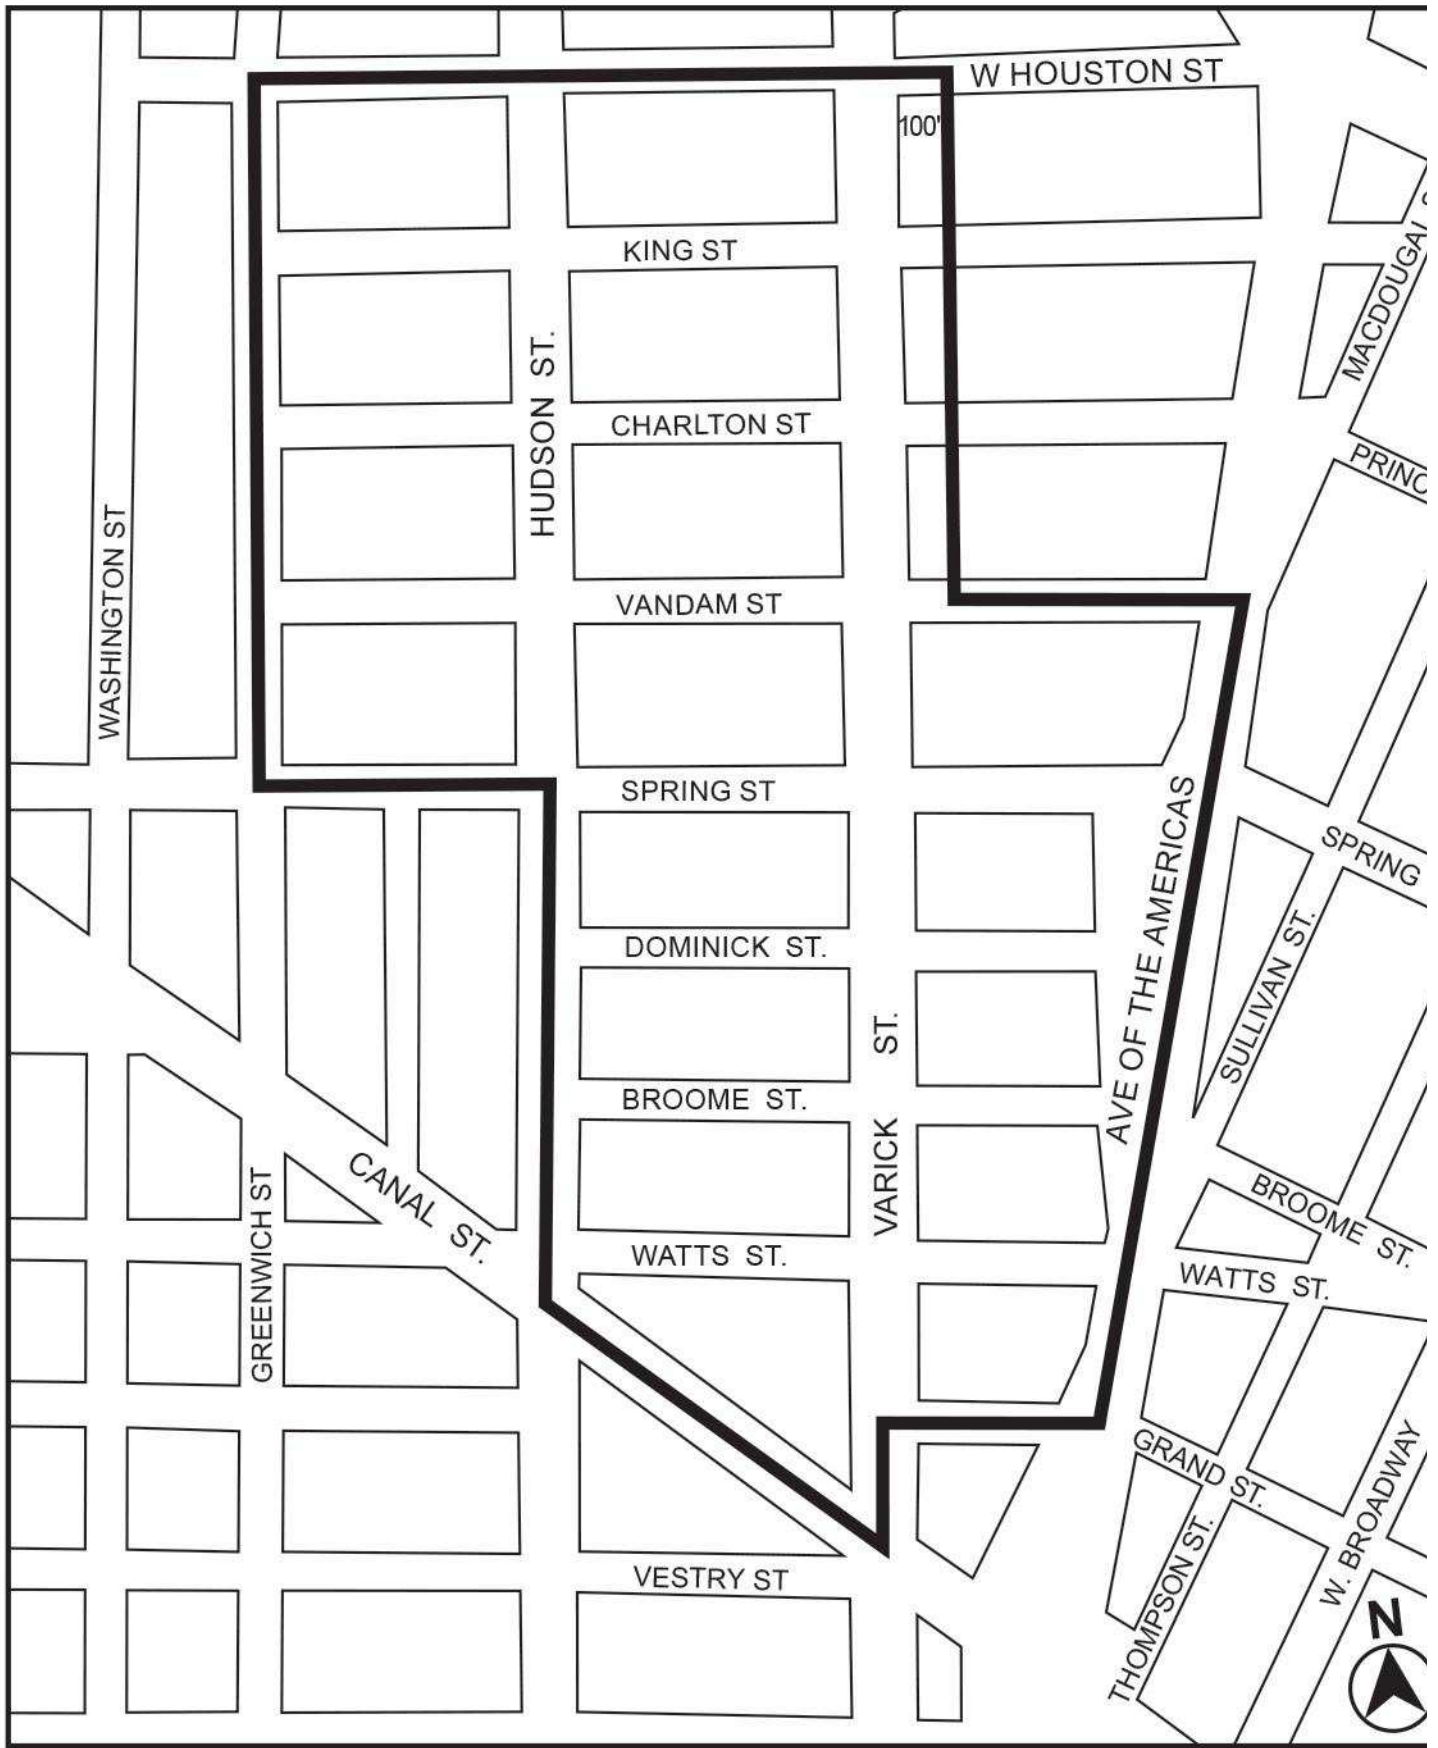 W HOUSTON ST
100'
KING ST
MACDOUGAL
HUDSON ST.
CHARLTON ST
PRINC
WASHINGTON ST
VANDAM ST
SPRING ST
AVE OF THE AMERICAS
SPRING
DOMINICK ST.
SULLIVAN ST.
VARICK ST.
BROOME ST.
CANAL ST.
GREENWICH ST
BROOME ST.
WATTS ST.
WATTS ST.
GRAND ST.
W. BROADWAY
THOMPSON ST.
VESTRY ST
N